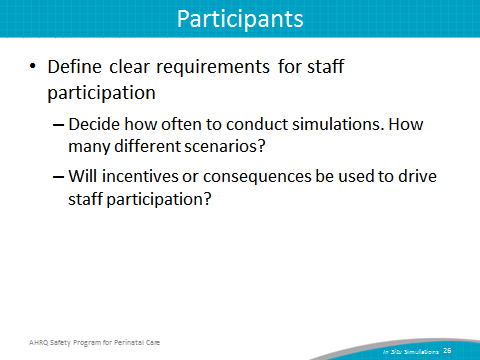 Participants
• Define clear requirements for staff
participation
– Decide how often to conduct simulations. How
many different scenarios?
– Will incentives or consequences be used to drive
staff participation?
AHRQ Safety Program for Perinatal Care
In Situ Simulations 26